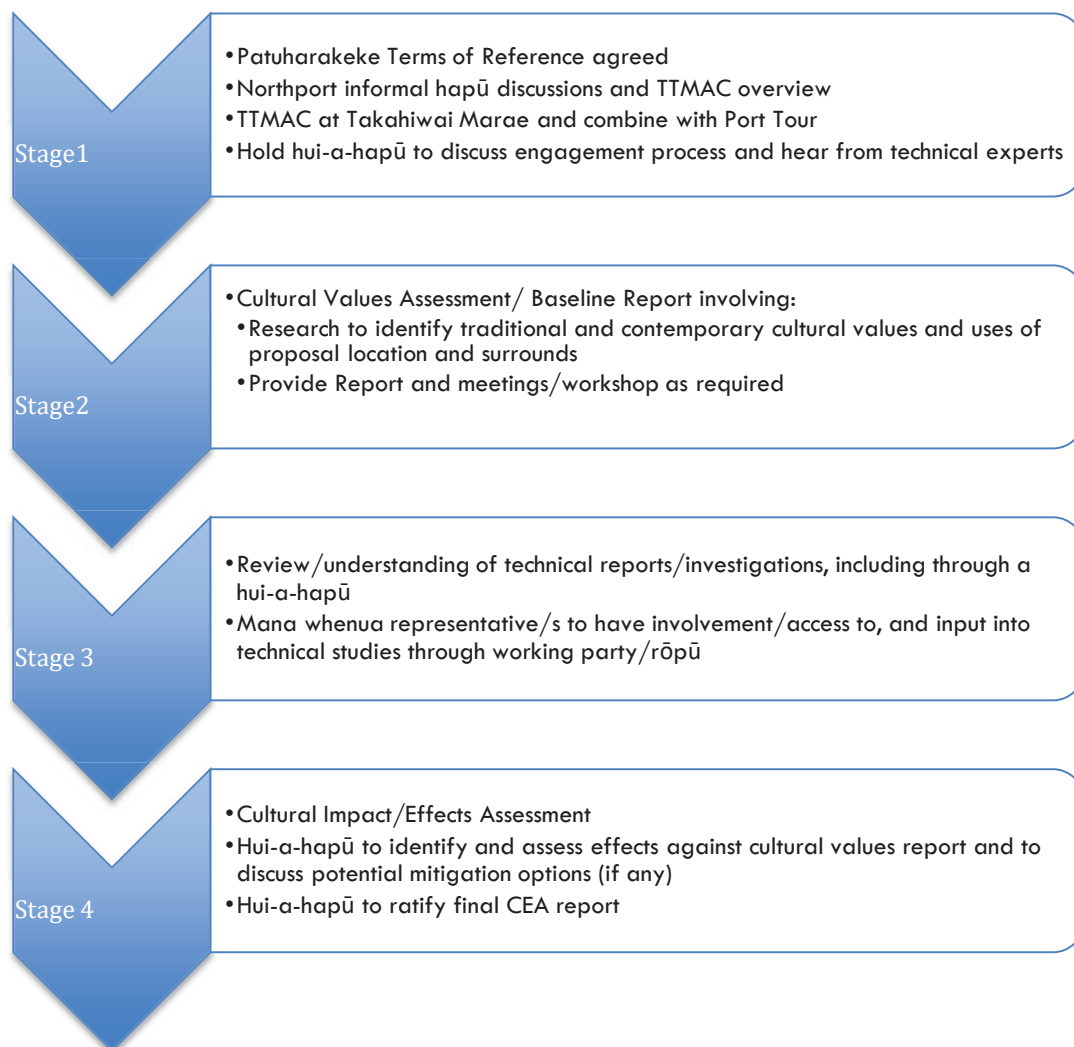 Stage1
•Patuharakeke Terms of Reference agreed
•Northport informal hapū discussions and TTMAC overview
•TTMAC at Takahiwai Marae and combine with Port Tour
•Hold hui-a-hapū to discuss engagement process and hear from technical experts
Stage2
•Cultural Values Assessment/ Baseline Report involving:
•Research to identify traditional and contemporary cultural values and uses of
proposal location and surrounds
•Provide Report and meetings/workshop as required
Stage 3
•Review/understanding of technical reports/investigations, including through a
hui-a-hapū
•Mana whenua representative/s to have involvement/access to, and input into
technical studies through working party/rōpū
Stage 4
•Cultural Impact/Effects Assessment
•Hui-a-hapū to identify and assess effects against cultural values report and to
discuss potential mitigation options (if any)
•Hui-a-hapū to ratify final CEA report